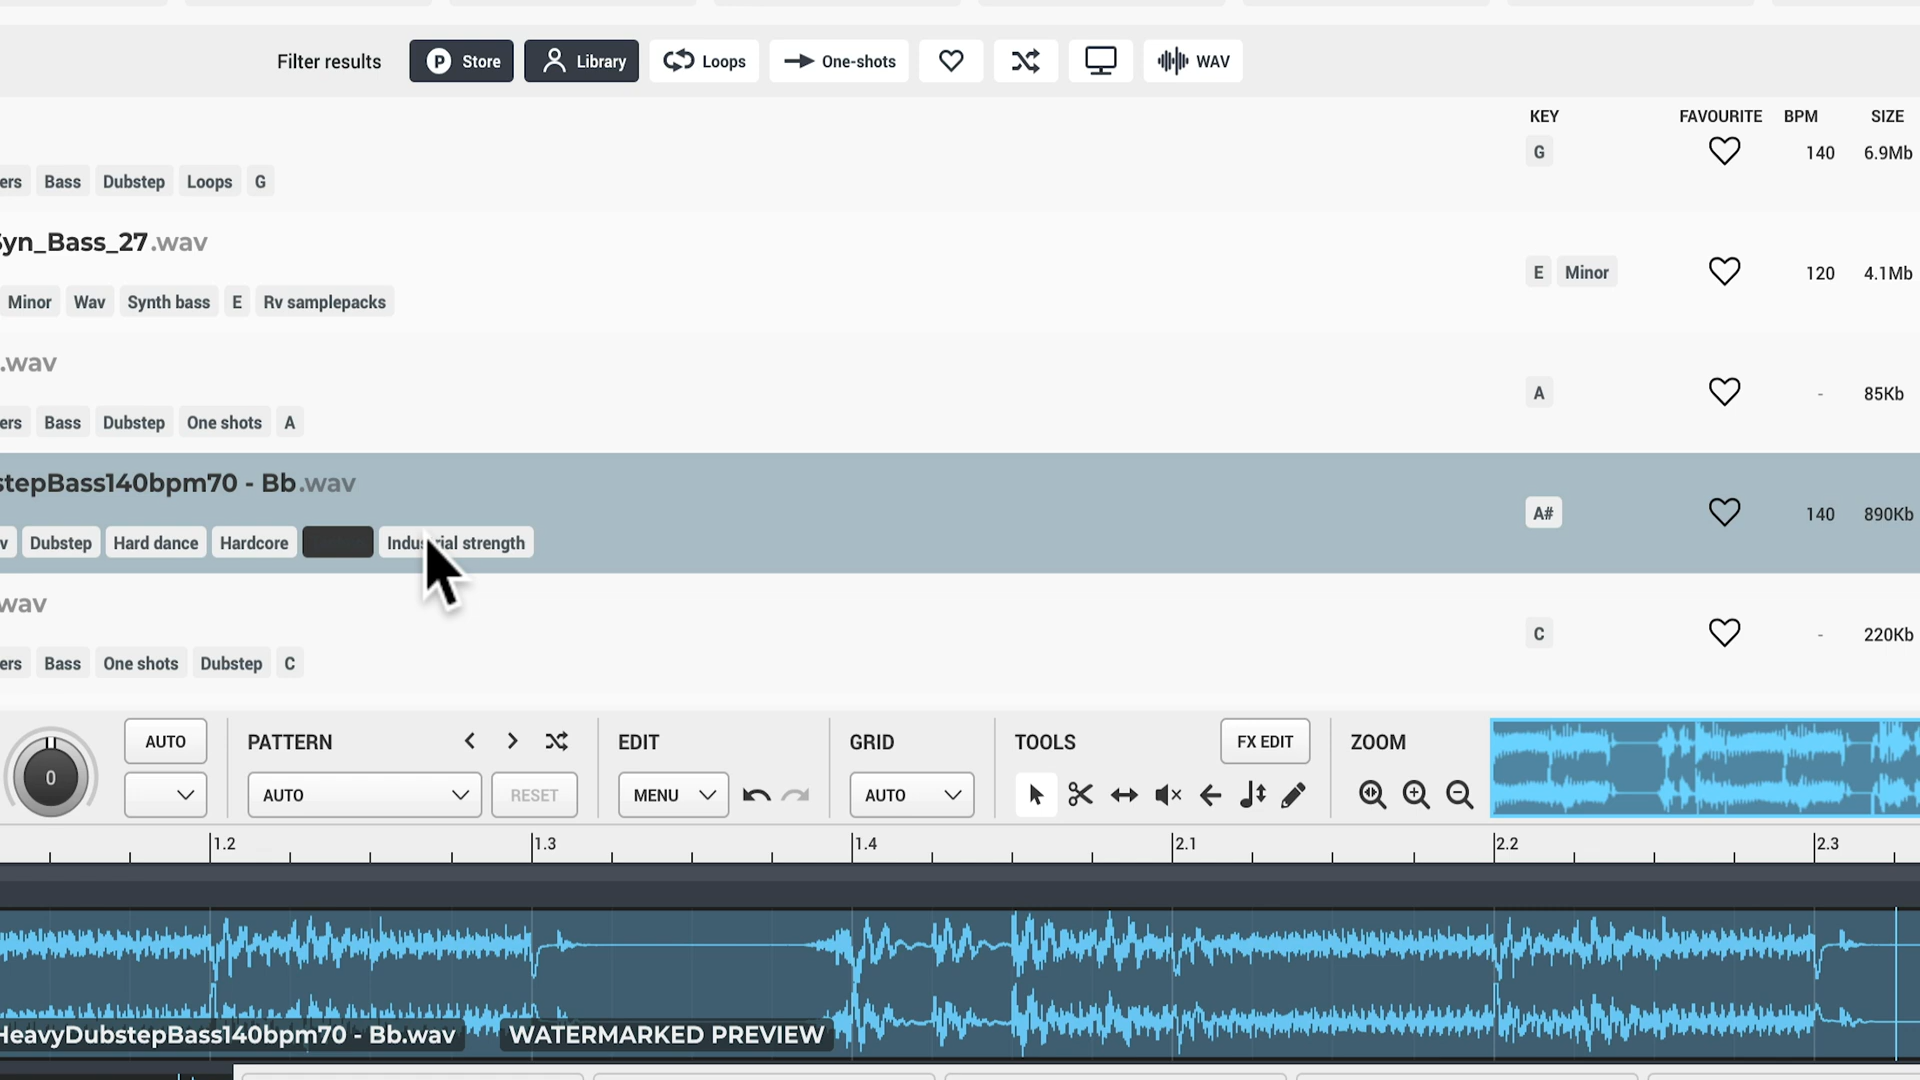 Filter results P Store Library Loops One-shots WAV
KEY FAVOURITE BPM SIZE
G 140 6.9Mb
ers Bass Dubstep Loops G
Syn_Bass_27.wav
E Minor 120 4.1Mb
Minor Wav Synth bass E Rv samplepacks
.wav
A - 85Kb
ers Bass Dubstep One shots A
stepBass140bpm70 - Bb.wav
A# 140 890Kb
v Dubstep Hard dance Hardcore Industrial strength
wav
C - 220Kb
ers Bass One shots Dubstep C
AUTO PATTERN < > EDIT GRID TOOLS FX EDIT ZOOM
0 AUTO RESET MENU AUTO
1.2 1.3 1.4 2.1 2.2 2.3
HeavyDubstepBass140bpm70 - Bb.wav WATERMARKED PREVIEW